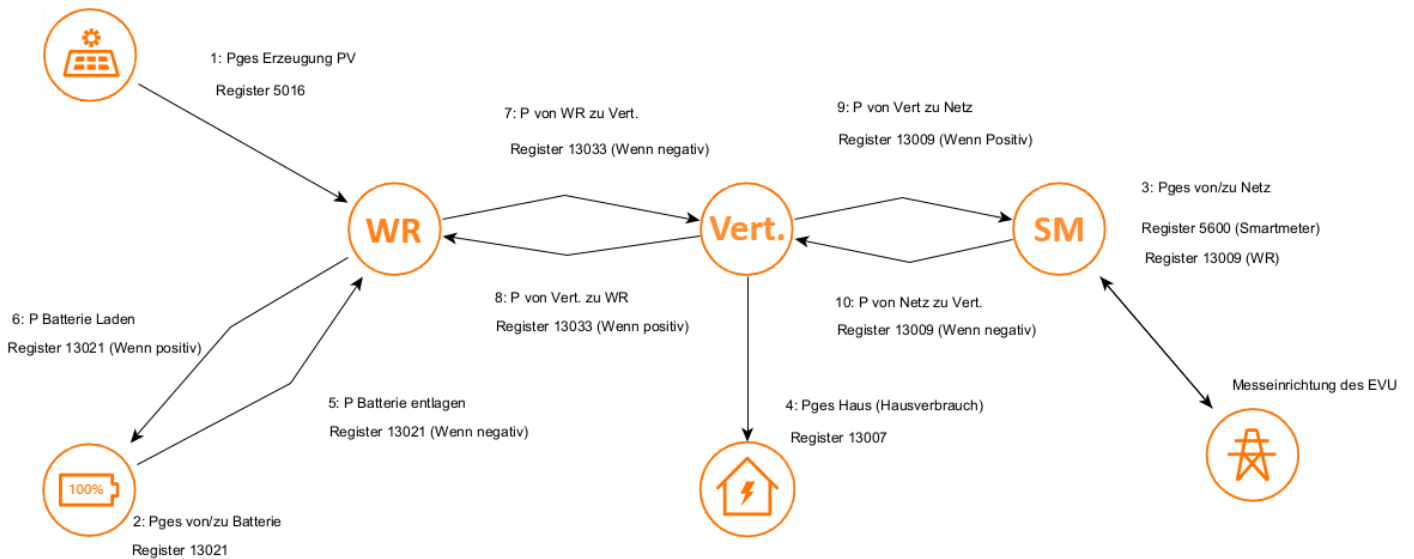 1: Pges Erzeugung PV
Register 5016
7: P von WR zu Vert.
Register 13033 (Wenn negativ)
9: P von Vert zu Netz
Register 13009 (Wenn Positiv)
3: Pges von/zu Netz
Register 5600 (Smartmeter)
Register 13009 (WR)
WR
Vert.
SM
8: P von Vert. zu WR
Register 13033 (Wenn positiv)
10: P von Netz zu Vert.
Register 13009 (Wenn negativ)
6: P Batterie Laden
Register 13021 (Wenn positiv)
5: P Batterie entlagen
Register 13021 (Wenn negativ)
4: Pges Haus (Hausverbrauch)
Register 13007
Messeinrichtung des EVU
100%
2: Pges von/zu Batterie
Register 13021